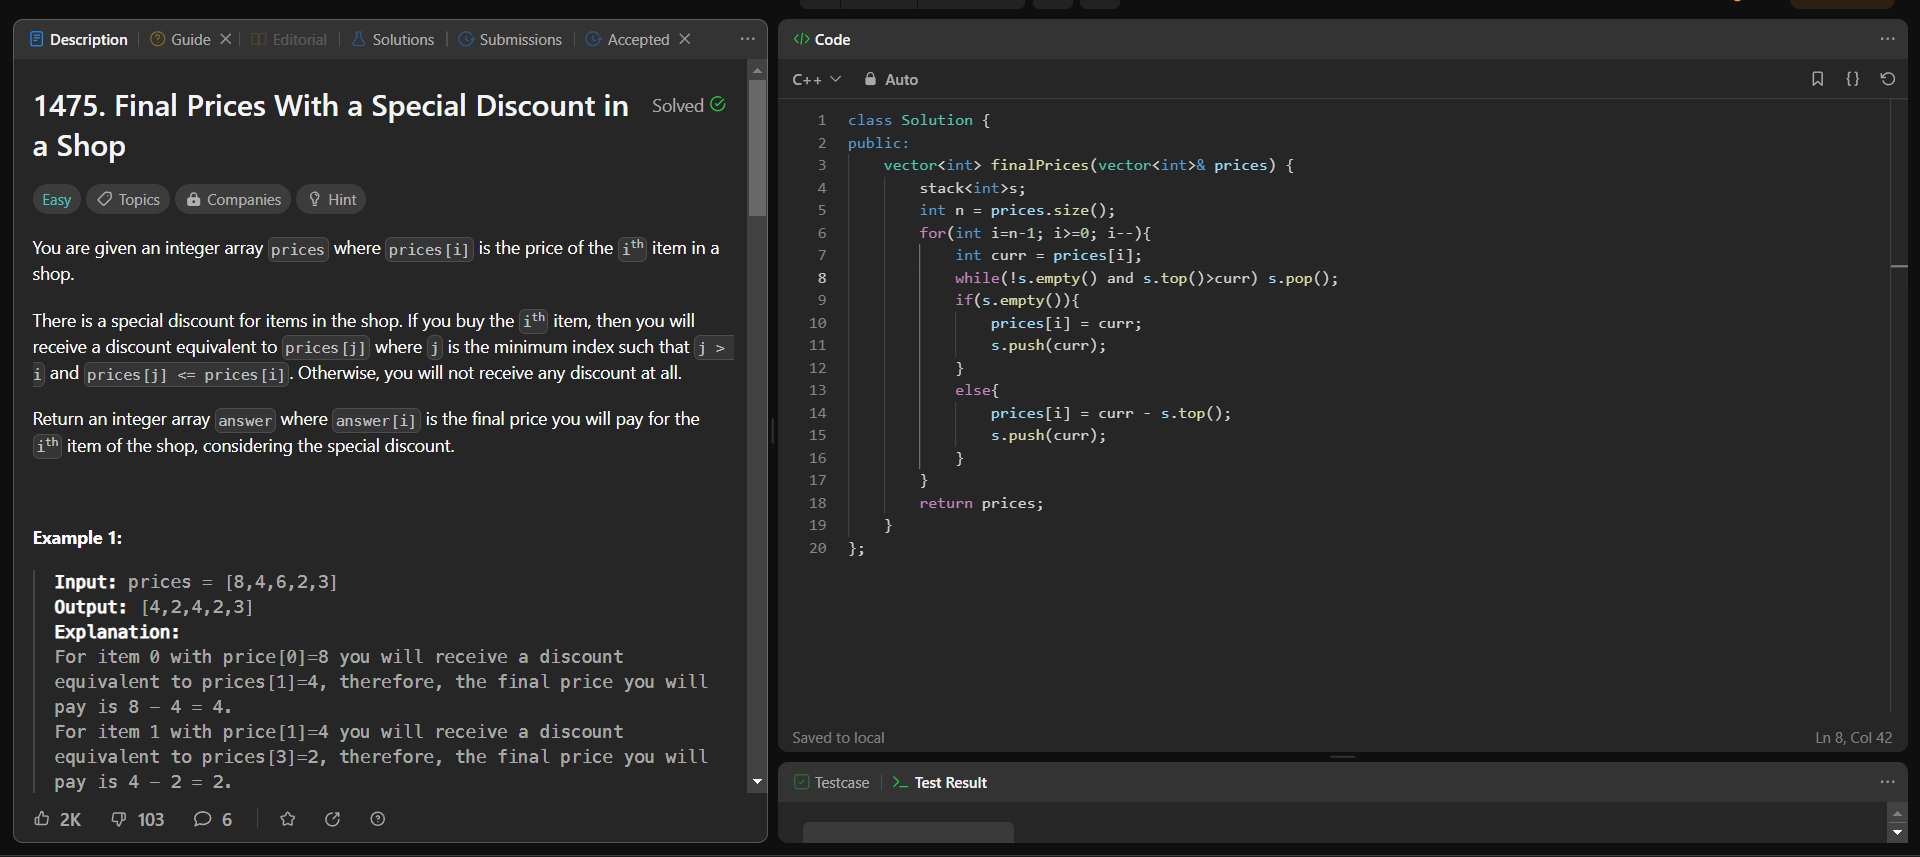 Description
Guide
Editorial
Solutions
Submissions
Accepted
1475. Final Prices With a Special Discount in
a Shop
Solved
Easy
Topics
Companies
Hint
You are given an integer array prices where prices[i] is the price of the ith item in a
shop.
There is a special discount for items in the shop. If you buy the ith item, then you will
receive a discount equivalent to prices[j] where j is the minimum index such that j >
i and prices[j] <= prices[i]. Otherwise, you will not receive any discount at all.
Return an integer array answer where answer[i] is the final price you will pay for the
ith item of the shop, considering the special discount.
Example 1:
Input: prices = [8,4,6,2,3]
Output: [4,2,4,2,3]
Explanation:
For item 0 with price[0]=8 you will receive a discount
equivalent to prices[1]=4, therefore, the final price you will
pay is 8 - 4 = 4.
For item 1 with price[1]=4 you will receive a discount
equivalent to prices[3]=2, therefore, the final price you will
pay is 4 - 2 = 2.
2K
103
6
</> Code
C++
Auto
1 class Solution {
2 public:
3 vector<int> finalPrices(vector<int>& prices) {
4 stack<int>s;
5 int n = prices.size();
6 for(int i=n-1; i>=0; i--){
7 int curr = prices[i];
8 while(!s.empty() and s.top()>curr) s.pop();
9 if(s.empty()){
10 prices[i] = curr;
11 s.push(curr);
12 }
13 else{
14 prices[i] = curr - s.top();
15 s.push(curr);
16 }
17 }
18 return prices;
19 }
20 };
Saved to local
Ln 8, Col 42
Testcase
Test Result